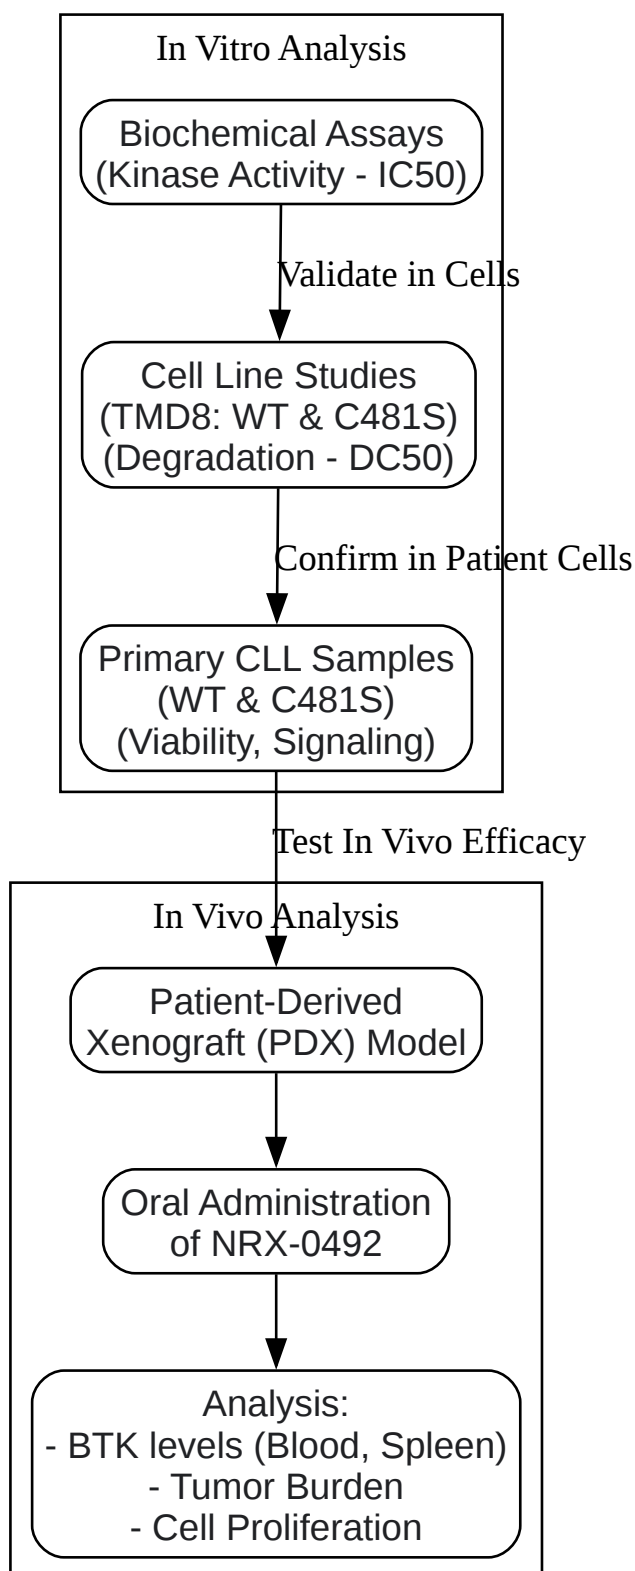 In Vitro Analysis
Biochemical Assays
(Kinase Activity - IC50)
Validate in Cells
Cell Line Studies
(TMD8: WT & C481S)
(Degradation - DC50)
Confirm in Patient Cells
Primary CLL Samples
(WT & C481S)
(Viability, Signaling)
Test In Vivo Efficacy
In Vivo Analysis
Patient-Derived
Xenograft (PDX) Model
Oral Administration
of NRX-0492
Analysis:
- BTK levels (Blood, Spleen)
- Tumor Burden
- Cell Proliferation